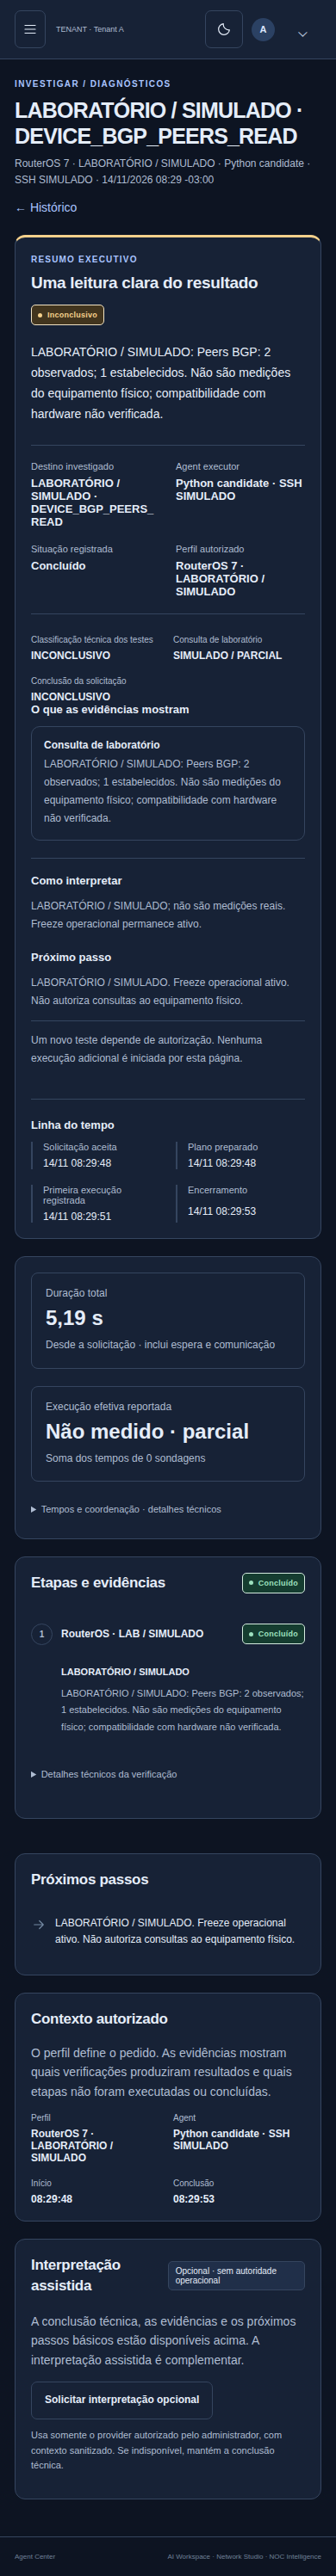 TENANT · Tenant A
A
INVESTIGAR / DIAGNÓSTICOS
LABORATÓRIO / SIMULADO ·
DEVICE_BGP_PEERS_READ
RouterOS 7 · LABORATÓRIO / SIMULADO · Python candidate ·
SSH SIMULADO · 14/11/2026 08:29 -03:00
← Histórico
RESUMO EXECUTIVO
Uma leitura clara do resultado
Inconclusivo
LABORATÓRIO / SIMULADO: Peers BGP: 2
observados; 1 estabelecidos. Não são medições
do equipamento físico; compatibilidade com
hardware não verificada.
Destino investigado
LABORATÓRIO /
SIMULADO ·
DEVICE_BGP_PEERS_
READ
Agent executor
Python candidate · SSH
SIMULADO
Situação registrada
Concluído
Perfil autorizado
RouterOS 7 ·
LABORATÓRIO /
SIMULADO
Classificação técnica dos testes
INCONCLUSIVO
Consulta de laboratório
SIMULADO / PARCIAL
Conclusão da solicitação
INCONCLUSIVO
O que as evidências mostram
Consulta de laboratório
LABORATÓRIO / SIMULADO: Peers BGP: 2
observados; 1 estabelecidos. Não são medições do
equipamento físico; compatibilidade com hardware
não verificada.
Como interpretar
LABORATÓRIO / SIMULADO; não são medições reais.
Freeze operacional permanece ativo.
Próximo passo
LABORATÓRIO / SIMULADO. Freeze operacional ativo.
Não autoriza consultas ao equipamento físico.
Um novo teste depende de autorização. Nenhuma
execução adicional é iniciada por esta página.
Linha do tempo
Solicitação aceita
14/11 08:29:48
Plano preparado
14/11 08:29:48
Primeira execução
registrada
14/11 08:29:51
Encerramento
14/11 08:29:53
Duração total
5,19 s
Desde a solicitação · inclui espera e comunicação
Execução efetiva reportada
Não medido · parcial
Soma dos tempos de 0 sondagens
Tempos e coordenação · detalhes técnicos
Etapas e evidências
Concluído
1
RouterOS · LAB / SIMULADO
Concluído
LABORATÓRIO / SIMULADO
LABORATÓRIO / SIMULADO: Peers BGP: 2 observados;
1 estabelecidos. Não são medições do equipamento
físico; compatibilidade com hardware não verificada.
Detalhes técnicos da verificação
Próximos passos
LABORATÓRIO / SIMULADO. Freeze operacional
ativo. Não autoriza consultas ao equipamento físico.
Contexto autorizado
O perfil define o pedido. As evidências mostram
quais verificações produziram resultados e quais
etapas não foram executadas ou concluídas.
Perfil
RouterOS 7 ·
LABORATÓRIO /
SIMULADO
Agent
Python candidate · SSH
SIMULADO
Início
08:29:48
Conclusão
08:29:53
Interpretação
assistida
Opcional · sem autoridade
operacional
A conclusão técnica, as evidências e os próximos
passos básicos estão disponíveis acima. A
interpretação assistida é complementar.
Solicitar interpretação opcional
Usa somente o provider autorizado pelo administrador, com
contexto sanitizado. Se indisponível, mantém a conclusão
técnica.
Agent Center
AI Workspace · Network Studio · NOC Intelligence